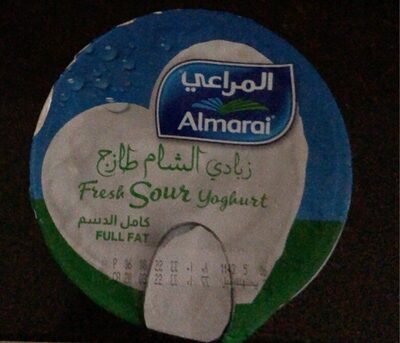 المراعي
Almarai
زبادي الشام طازج
Fresh Sour Yoghurt
كامل الدسم
FULL FAT